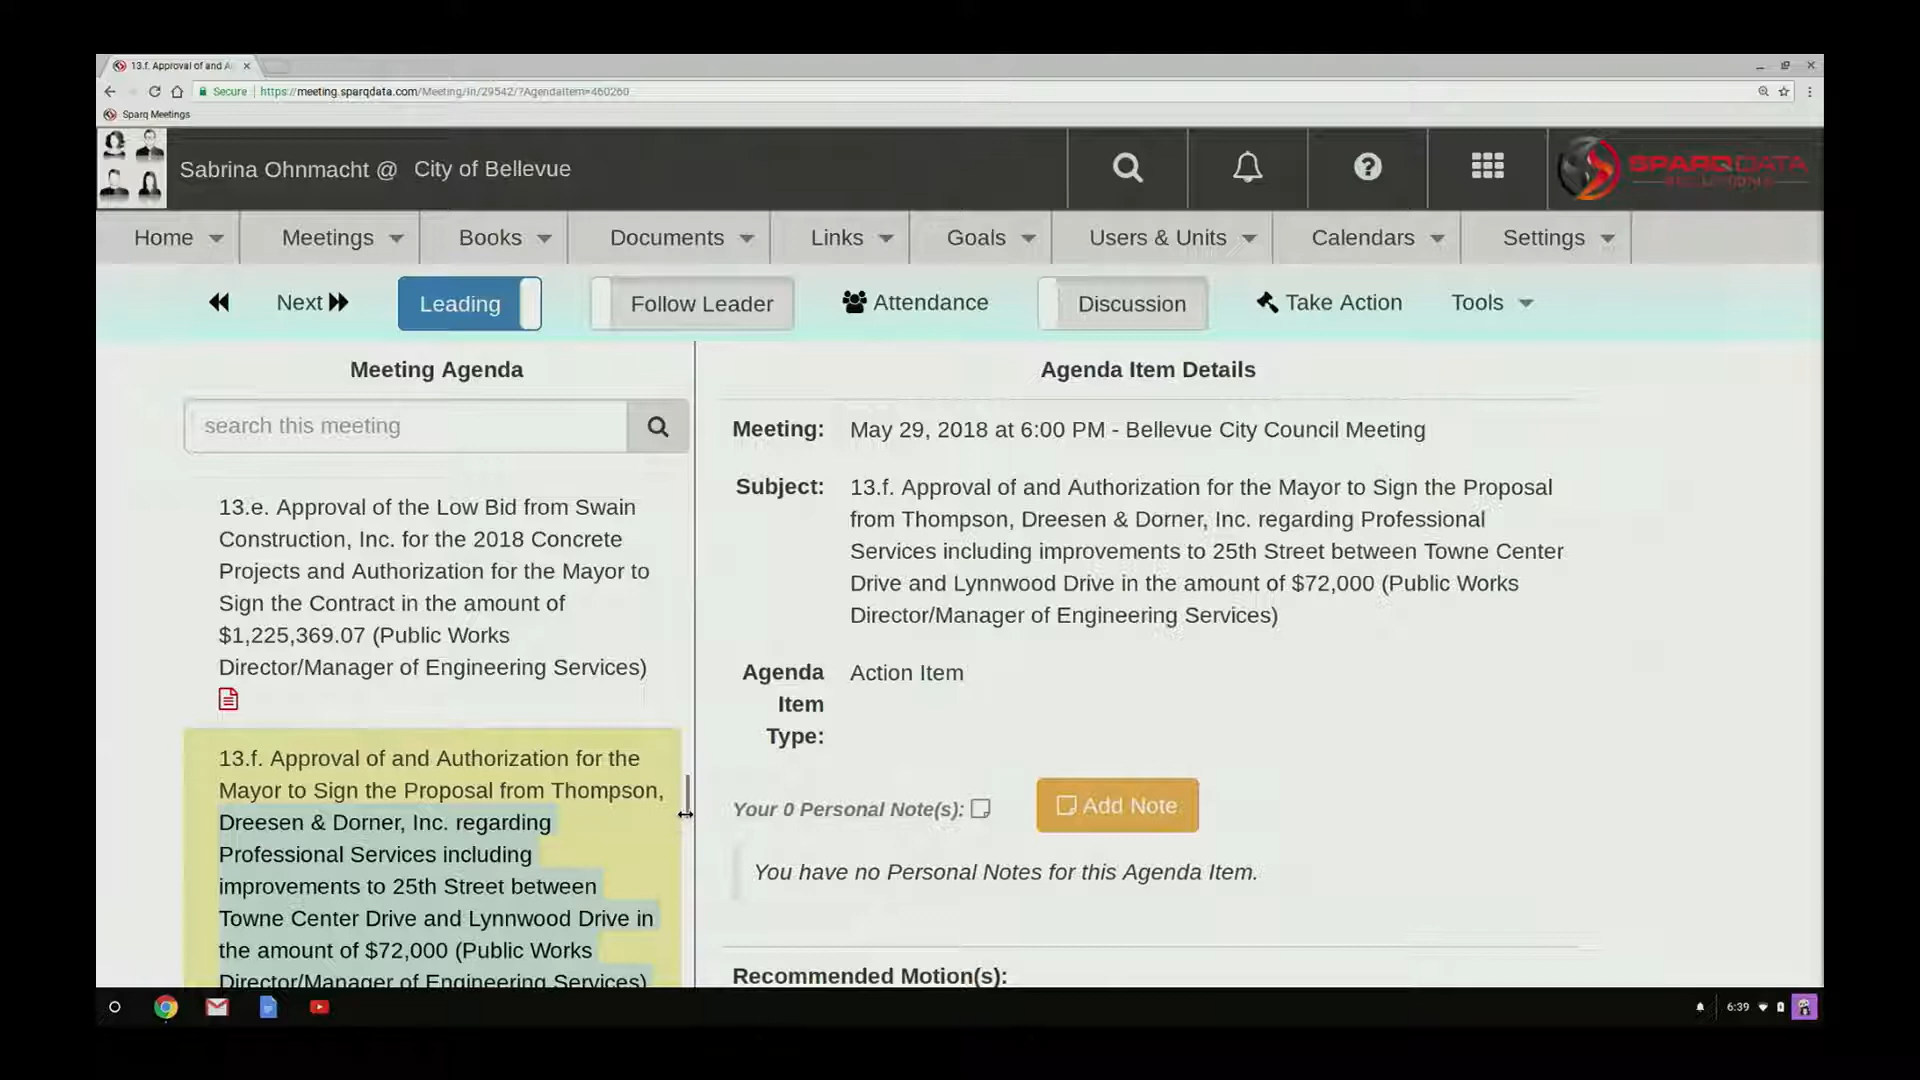 13.f. Approval of and A
Secure
https://meeting.sparqdata.com/Meeting/In/29542/?AgendaItem=460260
Sparq Meetings
Sabrina Ohnmacht @ City of Bellevue
SPARQDATA
SOLUTIONS
Home
Meetings
Books
Documents
Links
Goals
Users & Units
Calendars
Settings
Next
Leading
Follow Leader
Attendance
Discussion
Take Action
Tools
Meeting Agenda
search this meeting
13.e. Approval of the Low Bid from Swain
Construction, Inc. for the 2018 Concrete
Projects and Authorization for the Mayor to
Sign the Contract in the amount of
$1,225,369.07 (Public Works
Director/Manager of Engineering Services)
13.f. Approval of and Authorization for the
Mayor to Sign the Proposal from Thompson,
Dreesen & Dorner, Inc. regarding
Professional Services including
improvements to 25th Street between
Towne Center Drive and Lynnwood Drive in
the amount of $72,000 (Public Works
Director/Manager of Engineering Services)
Agenda Item Details
Meeting: May 29, 2018 at 6:00 PM - Bellevue City Council Meeting
Subject: 13.f. Approval of and Authorization for the Mayor to Sign the Proposal
from Thompson, Dreesen & Dorner, Inc. regarding Professional
Services including improvements to 25th Street between Towne Center
Drive and Lynnwood Drive in the amount of $72,000 (Public Works
Director/Manager of Engineering Services)
Agenda Action Item
Item
Type:
Your 0 Personal Note(s):
Add Note
You have no Personal Notes for this Agenda Item.
Recommended Motion(s):
6:39